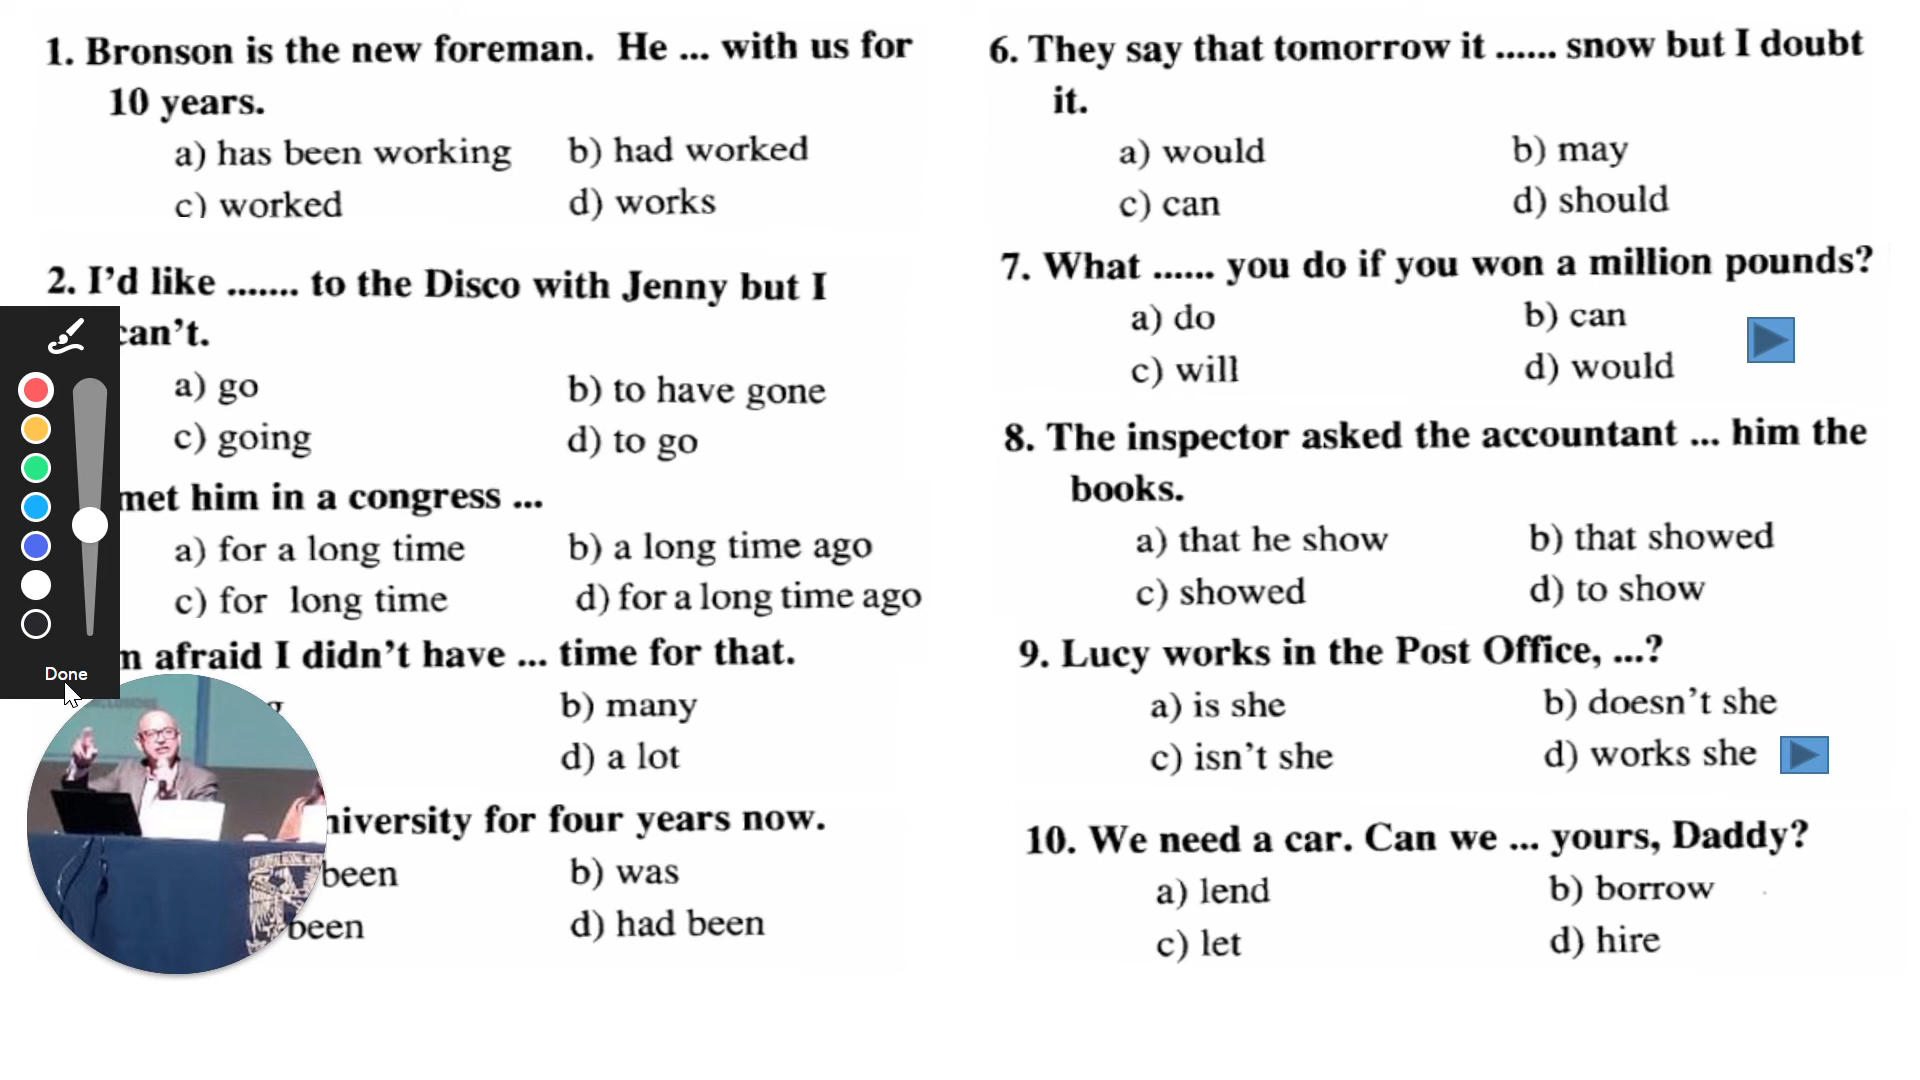 1. Bronson is the new foreman. He ... with us for
10 years.
a) has been working b) had worked
c) worked d) works
2. I'd like ....... to the Disco with Jenny but I
can't.
a) go b) to have gone
c) going d) to go
met him in a congress ...
a) for a long time b) a long time ago
c) for long time d) for a long time ago
afraid I didn't have ... time for that.
b) many
d) a lot
for four years now.
been b) was
been d) had been
Done
6. They say that tomorrow it ...... snow but I doubt
it.
a) would b) may
c) can d) should
7. What ...... you do if you won a million pounds?
a) do b) can
c) will d) would
8. The inspector asked the accountant ... him the
books.
a) that he show b) that showed
c) showed d) to show
9. Lucy works in the Post Office, ...?
a) is she b) doesn't she
c) isn't she d) works she
10. We need a car. Can we ... yours, Daddy?
a) lend b) borrow
c) let d) hire